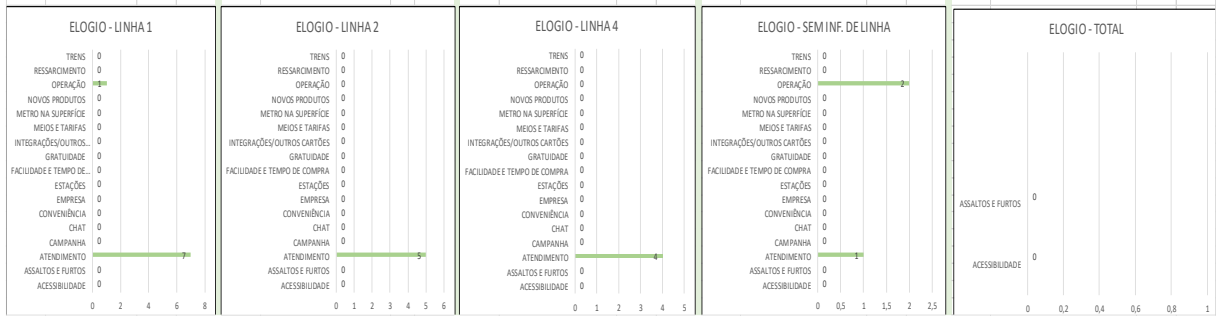 ELOGIO - LINHA 1
TRENS 0
RESSARCIMENTO 0
OPERAÇÃO 1
NOVOS PRODUTOS 0
METRO NA SUPERFÍCIE 0
MEIOS E TARIFAS 0
INTEGRAÇÕES/OUTROS... 0
GRATUIDADE 0
FACILIDADE E TEMPO DE... 0
ESTAÇÕES 0
EMPRESA 0
CONVENIÊNCIA 0
CHAT 0
CAMPANHA 0
ATENDIMENTO 7
ASSALTOS E FURTOS 0
ACESSIBILIDADE 0
0 2 4 6 8
ELOGIO - LINHA 2
TRENS 0
RESSARCIMENTO 0
OPERAÇÃO 0
NOVOS PRODUTOS 0
METRO NA SUPERFÍCIE 0
MEIOS E TARIFAS 0
INTEGRAÇÕES/OUTROS CARTÕES 0
GRATUIDADE 0
FACILIDADE E TEMPO DE COMPRA 0
ESTAÇÕES 0
EMPRESA 0
CONVENIÊNCIA 0
CHAT 0
CAMPANHA 0
ATENDIMENTO 5
ASSALTOS E FURTOS 0
ACESSIBILIDADE 0
0 1 2 3 4 5 6
ELOGIO - LINHA 4
TRENS 0
RESSARCIMENTO 0
OPERAÇÃO 0
NOVOS PRODUTOS 0
METRO NA SUPERFÍCIE 0
MEIOS E TARIFAS 0
INTEGRAÇÕES/OUTROS CARTÕES 0
GRATUIDADE 0
FACILIDADE E TEMPO DE COMPRA 0
ESTAÇÕES 0
EMPRESA 0
CONVENIÊNCIA 0
CHAT 0
CAMPANHA 0
ATENDIMENTO 4
ASSALTOS E FURTOS 0
ACESSIBILIDADE 0
0 1 2 3 4 5
ELOGIO - SEM INF. DE LINHA
TRENS 0
RESSARCIMENTO 0
OPERAÇÃO 2
NOVOS PRODUTOS 0
METRO NA SUPERFÍCIE 0
MEIOS E TARIFAS 0
INTEGRAÇÕES/OUTROS CARTÕES 0
GRATUIDADE 0
FACILIDADE E TEMPO DE COMPRA 0
ESTAÇÕES 0
EMPRESA 0
CONVENIÊNCIA 0
CHAT 0
CAMPANHA 0
ATENDIMENTO 1
ASSALTOS E FURTOS 0
ACESSIBILIDADE 0
0 0,5 1 1,5 2 2,5
ELOGIO - TOTAL
ASSALTOS E FURTOS 0
ACESSIBILIDADE 0
0 0,2 0,4 0,6 0,8 1